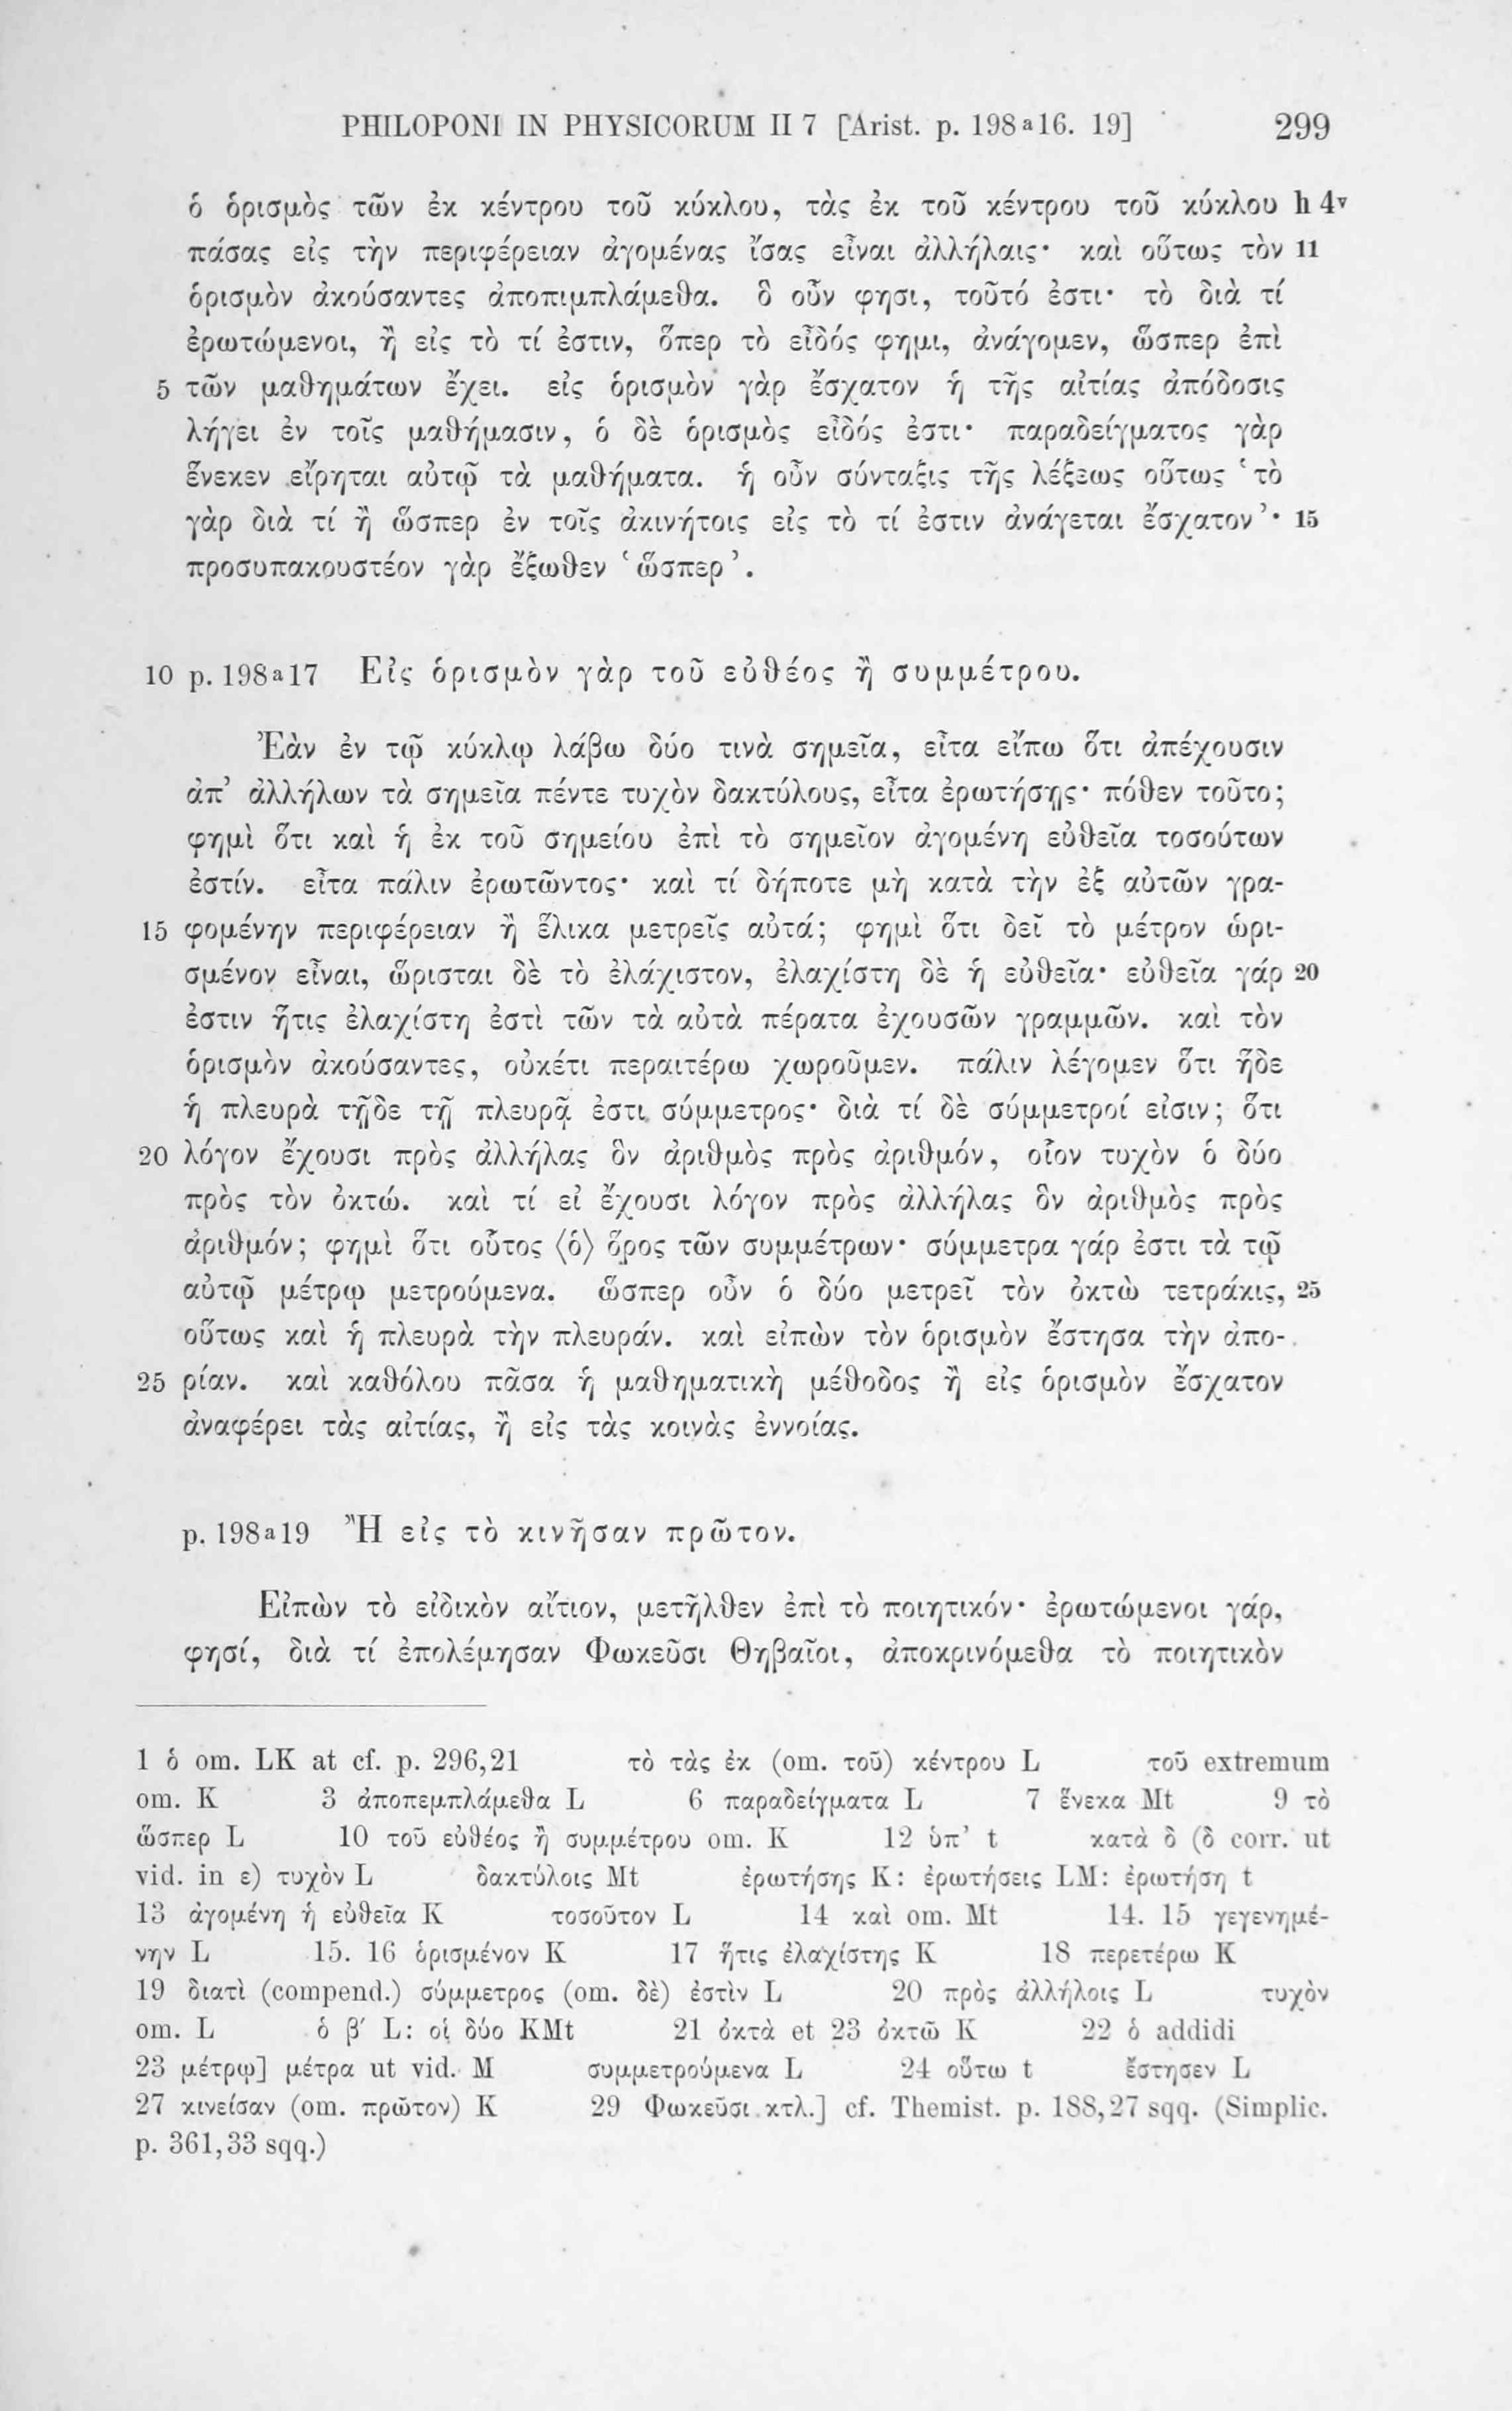 PHILOPONI IN PHYSICORUM II 7 [Arist. p. 198 a 16. 19] 299
ὁ ὁρισμὸς τῶν ἐκ κέντρου τοῦ κύκλου, τὰς ἐκ τοῦ κέντρου τοῦ κύκλου h 4v
πάσας εἰς τὴν περιφέρειαν ἀγομένας ἴσας εἶναι ἀλλήλαις· καὶ οὕτως τὸν 11
ὁρισμὸν ἀκούσαντες ἀποπιμπλάμεθα. ὃ οὖν φησι, τοῦτό ἐστι· τὸ διὰ τί
ἐρωτώμενοι, ἢ εἰς τὸ τί ἐστιν, ὅπερ τὸ εἶδός φημι, ἀνάγομεν, ὥσπερ ἐπὶ
5 τῶν μαθημάτων ἔχει. εἰς ὁρισμὸν γὰρ ἔσχατον ἡ τῆς αἰτίας ἀπόδοσις
λήγει ἐν τοῖς μαθήμασιν, ὁ δὲ ὁρισμὸς εἶδός ἐστι· παραδείγματος γὰρ
ἕνεκεν εἴρηται αὐτῷ τὰ μαθήματα. ἡ οὖν σύνταξις τῆς λέξεως οὕτως ‘τὸ
γὰρ διὰ τί ἢ ὥσπερ ἐν τοῖς ἀκινήτοις εἰς τὸ τί ἐστιν ἀνάγεται ἔσχατον’· 15
προσυπακουστέον γὰρ ἔξωθεν ‘ὥσπερ’.
10 p. 198 a 17 Εἰς ὁρισμὸν γὰρ τοῦ εὐθέος ἢ συμμέτρου.
Ἐὰν ἐν τῷ κύκλῳ λάβω δύο τινὰ σημεῖα, εἶτα εἴπω ὅτι ἀπέχουσιν
ἀπ’ ἀλλήλων τὰ σημεῖα πέντε τυχὸν δακτύλους, εἶτα ἐρωτήσῃς· πόθεν τοῦτο;
φημὶ ὅτι καὶ ἡ ἐκ τοῦ σημείου ἐπὶ τὸ σημεῖον ἀγομένη εὐθεῖα τοσούτων
ἐστίν. εἶτα πάλιν ἐρωτῶντος· καὶ τί δήποτε μὴ κατὰ τὴν ἐξ αὐτῶν γρα-
15 φομένην περιφέρειαν ἢ ἕλικα μετρεῖς αὐτά; φημὶ ὅτι δεῖ τὸ μέτρον ὡρι-
σμένον εἶναι, ὥρισται δὲ τὸ ἐλάχιστον, ἐλαχίστη δὲ ἡ εὐθεῖα· εὐθεῖα γάρ 20
ἐστιν ἥτις ἐλαχίστη ἐστὶ τῶν τὰ αὐτὰ πέρατα ἐχουσῶν γραμμῶν. καὶ τὸν
ὁρισμὸν ἀκούσαντες, οὐκέτι περαιτέρω χωροῦμεν. πάλιν λέγομεν ὅτι ἥδε
ἡ πλευρὰ τῇδε τῇ πλευρᾷ ἐστι σύμμετρος· διὰ τί δὲ σύμμετροί εἰσιν; ὅτι
20 λόγον ἔχουσι πρὸς ἀλλήλας ὃν ἀριθμὸς πρὸς ἀριθμόν, οἷον τυχὸν ὁ δύο
πρὸς τὸν ὀκτώ. καὶ τί εἰ ἔχουσι λόγον πρὸς ἀλλήλας ὃν ἀριθμὸς πρὸς
ἀριθμόν; φημὶ ὅτι οὗτος ⟨ὁ⟩ ὅρος τῶν συμμέτρων· σύμμετρα γάρ ἐστι τὰ τῷ
αὐτῷ μέτρῳ μετρούμενα. ὥσπερ οὖν ὁ δύο μετρεῖ τὸν ὀκτὼ τετράκις, 25
οὕτως καὶ ἡ πλευρὰ τὴν πλευράν. καὶ εἰπὼν τὸν ὁρισμὸν ἔστησα τὴν ἀπο-
25 ρίαν. καὶ καθόλου πᾶσα ἡ μαθηματικὴ μέθοδος ἢ εἰς ὁρισμὸν ἔσχατον
ἀναφέρει τὰς αἰτίας, ἢ εἰς τὰς κοινὰς ἐννοίας.
p. 198 a 19 Ἢ εἰς τὸ κινῆσαν πρῶτον.
Εἰπὼν τὸ εἰδικὸν αἴτιον, μετῆλθεν ἐπὶ τὸ ποιητικόν· ἐρωτώμενοι γάρ,
φησί, διὰ τί ἐπολέμησαν Φωκεῦσι Θηβαῖοι, ἀποκρινόμεθα τὸ ποιητικὸν
1 ὁ om. LK at cf. p. 296,21 τὸ τὰς ἐκ (om. τοῦ) κέντρου L τοῦ extremum
om. K 3 ἀποπεμπλάμεθα L 6 παραδείγματα L 7 ἕνεκα Mt 9 τὸ
ὥσπερ L 10 τοῦ εὐθέος ἢ συμμέτρου om. K 12 ὑπ’ t κατὰ δ (δ corr. ut
vid. in ε) τυχὸν L δακτύλοις Mt ἐρωτήσης K: ἐρωτήσεις LM: ἐρωτήση t
13 ἀγομένη ἡ εὐθεῖα K τοσοῦτον L 14 καὶ om. Mt 14. 15 γεγενημέ-
νην L 15. 16 ὁρισμένον K 17 ἥτις ἐλαχίστης K 18 περετέρω K
19 διατὶ (compend.) σύμμετρος (om. δὲ) ἐστὶν L 20 πρὸς ἀλλήλοις L τυχὸν
om. L ὁ β′ L: οἱ δύο KMt 21 ὀκτὰ et 23 ὀκτῶ K 22 ὁ addidi
23 μέτρῳ] μέτρα ut vid. M συμμετρούμενα L 24 οὕτω t ἔστησεν L
27 κινείσαν (om. πρῶτον) K 29 Φωκεῦσι κτλ.] cf. Themist. p. 188,27 sqq. (Simplic.
p. 361,33 sqq.)